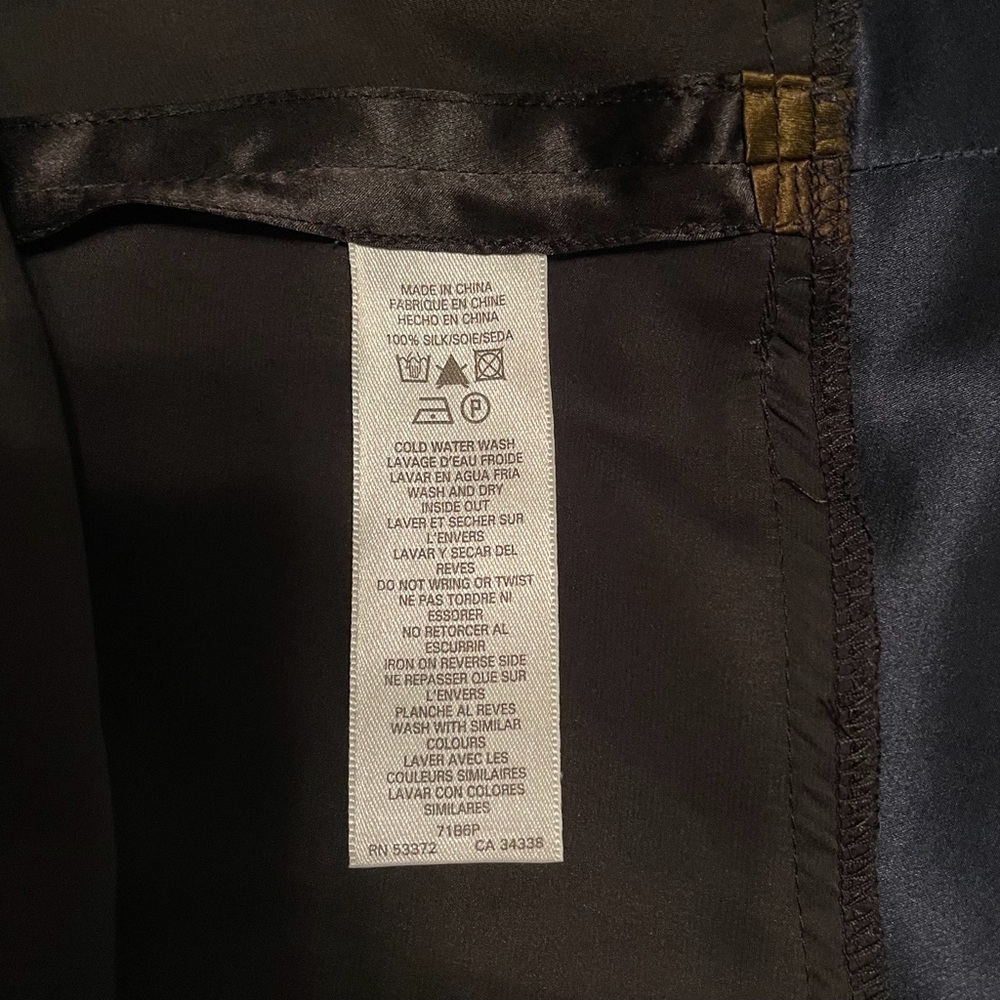 MADE IN CHINA
FABRIQUE EN CHINE
HECHO EN CHINA
100% SILK/SOIE/SEDA
P
COLD WATER WASH
LAVAGE D'EAU FROIDE
LAVAR EN AGUA FRIA
WASH AND DRY
INSIDE OUT
LAVER ET SECHER SUR
L'ENVERS
LAVAR Y SECAR DEL
REVES
DO NOT WRING OR TWIST
NE PAS TORDRE NI
ESSORER
NO RETORCER AL
ESCURRIR
IRON ON REVERSE SIDE
NE REPASSER QUE SUR
L'ENVERS
PLANCHE AL REVES
WASH WITH SIMILAR
COLOURS
LAVER AVEC LES
COULEURS SIMILAIRES
LAVAR CON COLORES
SIMILARES
71B6P
RN 53372 CA 34338